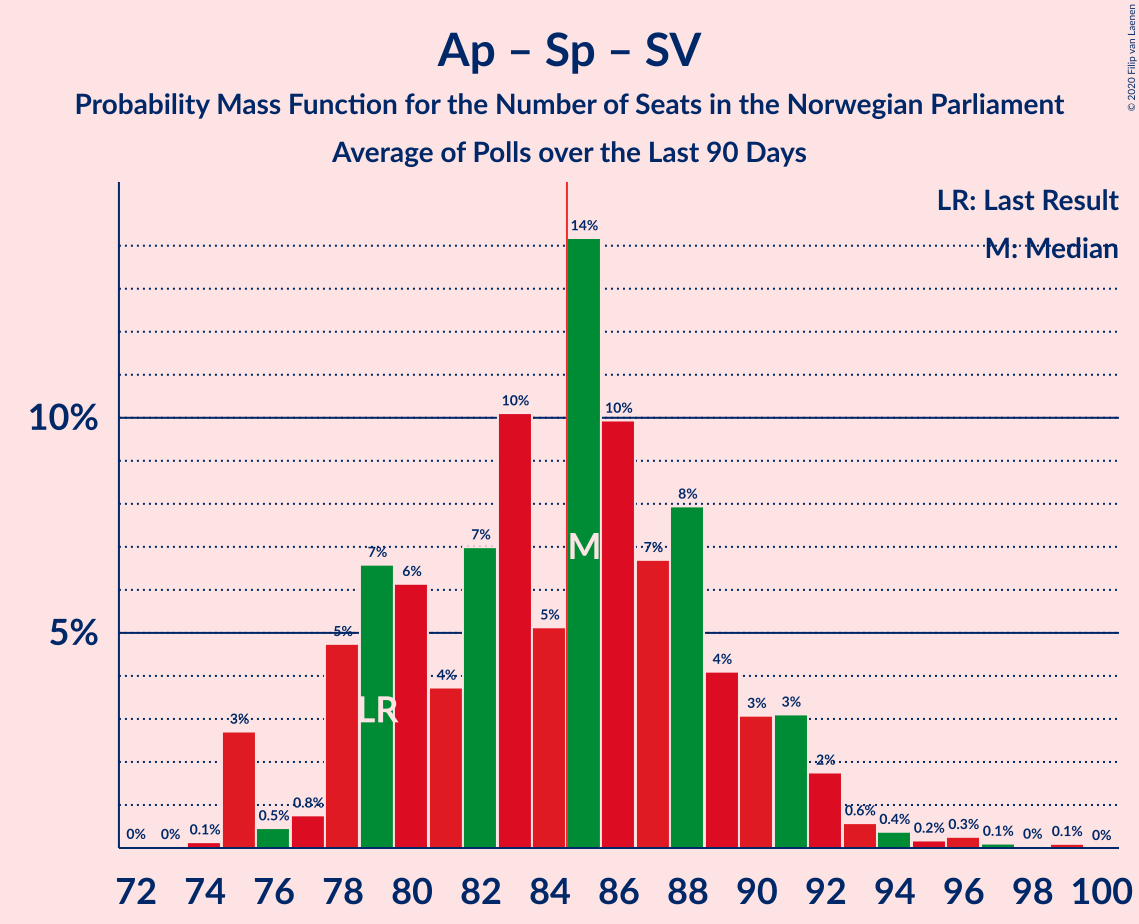 Ap – Sp – SV
Probability Mass Function for the Number of Seats in the Norwegian Parliament
Average of Polls over the Last 90 Days
© 2020 Filip van Laenen
LR: Last Result
M: Median
10%
5%
0% 0% 0.1% 3% 0.5% 0.8% 5% 7% 6% 4% 7% 10% 5% 14% 10% 7% 8% 4% 3% 3% 2% 0.6% 0.4% 0.2% 0.3% 0.1% 0% 0.1% 0%
LR
M
72 74 76 78 80 82 84 86 88 90 92 94 96 98 100